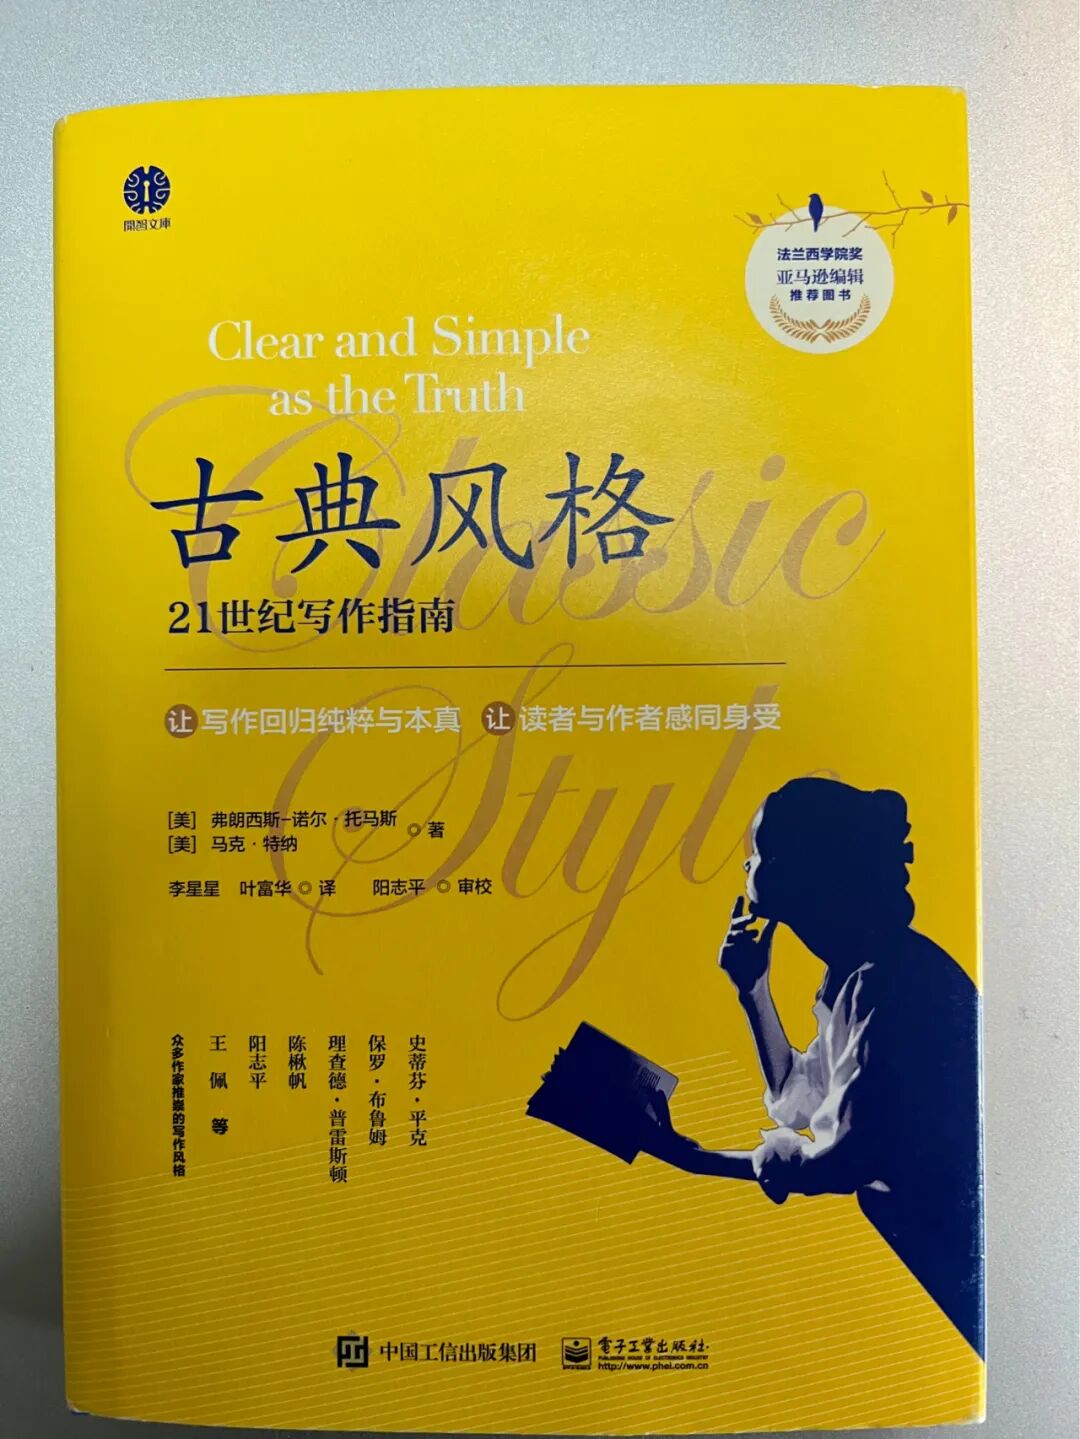 開智文庫
法兰西学院奖
亚马逊编辑
推荐图书
Clear and Simple
as the Truth
Classic
Style
古典风格
21世纪写作指南
让 写作回归纯粹与本真 让 读者与作者感同身受
[美] 弗朗西斯-诺尔·托马斯
[美] 马克·特纳
著
李星星 叶富华 译 阳志平 审校
史蒂芬·平克
保罗·布鲁姆
理查德·普雷斯顿
陈楸帆
阳志平
王佩 等
众多作家推崇的写作风格
中国工信出版集团
電子工業出版社
PUBLISHING HOUSE OF ELECTRONICS INDUSTRY
http://www.phei.com.cn